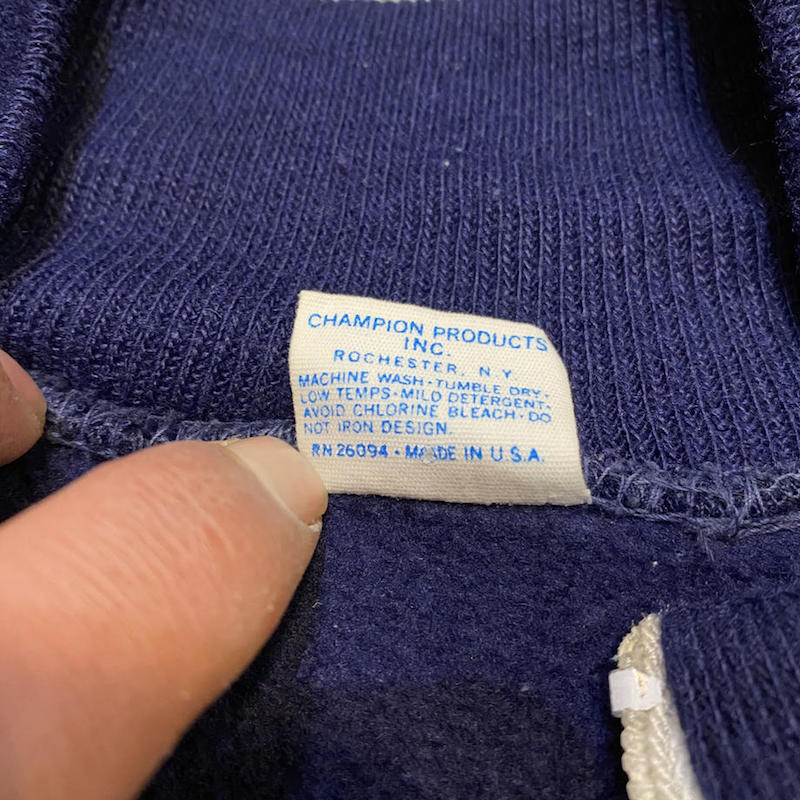 CHAMPION PRODUCTS
INC.
ROCHESTER, N.Y.
MACHINE WASH·TUMBLE DRY·
LOW TEMPS·MILD DETERGENT·
AVOID CHLORINE BLEACH·DO
NOT IRON DESIGN.
RN 26094 · MADE IN U.S.A.